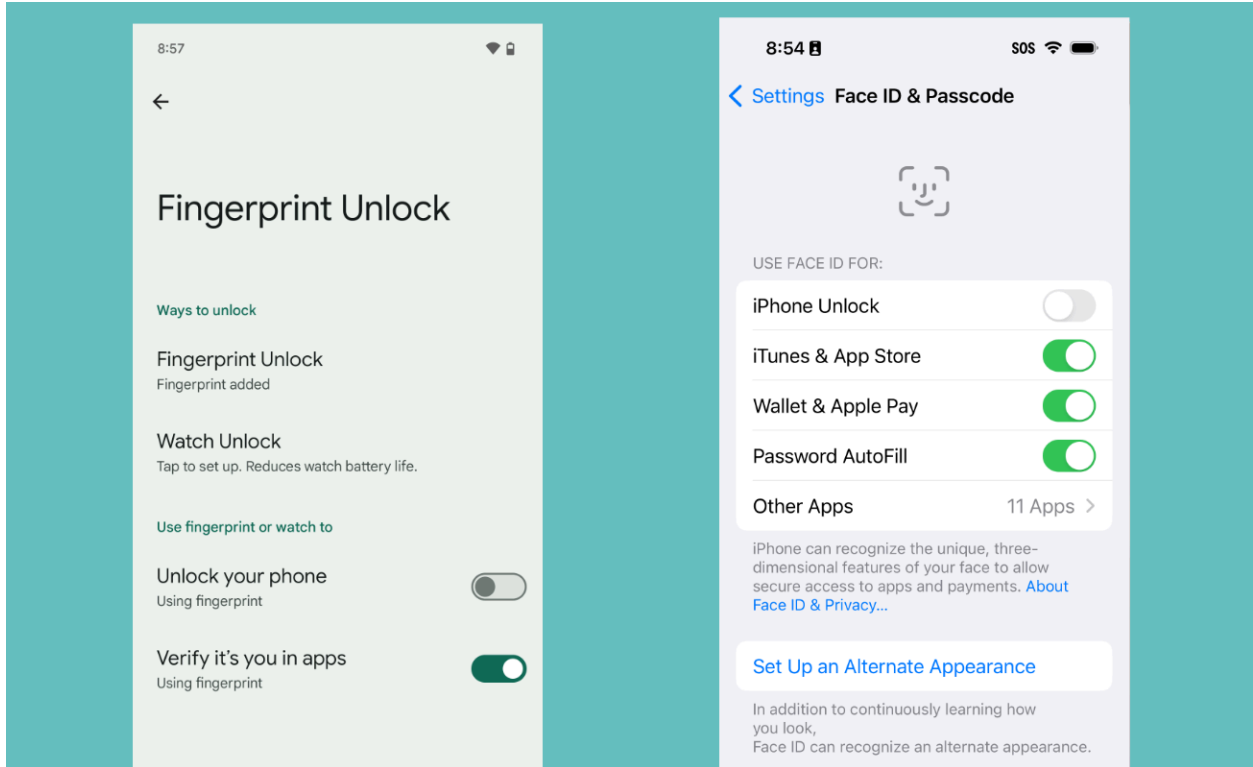 8:57
Fingerprint Unlock
Ways to unlock
Fingerprint Unlock
Fingerprint added
Watch Unlock
Tap to set up. Reduces watch battery life.
Use fingerprint or watch to
Unlock your phone
Using fingerprint
Verify it's you in apps
Using fingerprint
8:54 SOS
Settings Face ID & Passcode
USE FACE ID FOR:
iPhone Unlock
iTunes & App Store
Wallet & Apple Pay
Password AutoFill
Other Apps 11 Apps
iPhone can recognize the unique, three-
dimensional features of your face to allow
secure access to apps and payments. About
Face ID & Privacy...
Set Up an Alternate Appearance
In addition to continuously learning how
you look,
Face ID can recognize an alternate appearance.